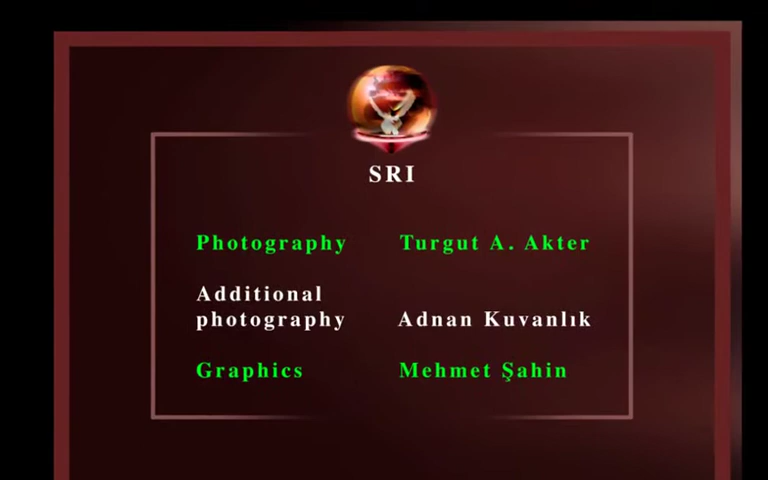 SRI
Photography Turgut A. Akter
Additional
photography Adnan Kuvanlık
Graphics Mehmet Şahin